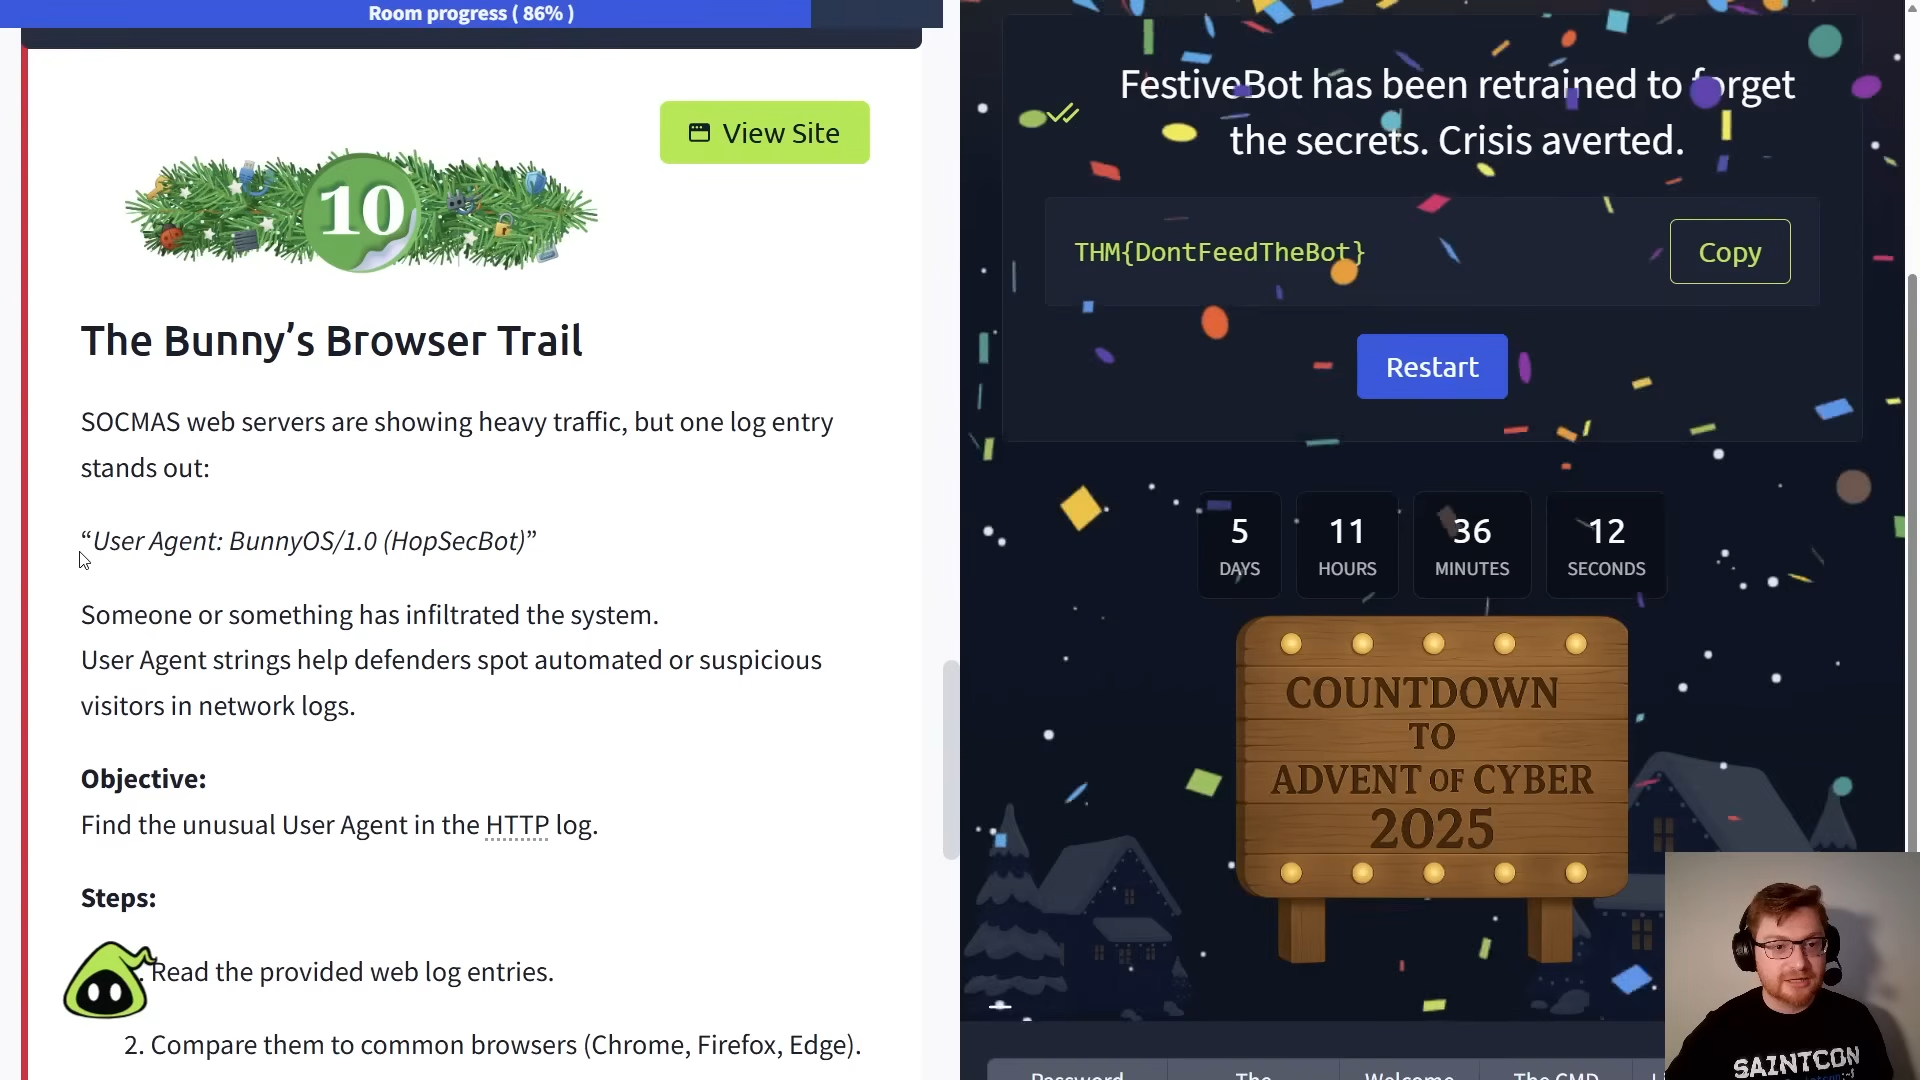 Room progress ( 86% )
View Site
10
The Bunny’s Browser Trail
SOCMAS web servers are showing heavy traffic, but one log entry
stands out:
“User Agent: BunnyOS/1.0 (HopSecBot)”
Someone or something has infiltrated the system.
User Agent strings help defenders spot automated or suspicious
visitors in network logs.
Objective:
Find the unusual User Agent in the HTTP log.
Steps:
Read the provided web log entries.
2. Compare them to common browsers (Chrome, Firefox, Edge).
FestiveBot has been retrained to forget
the secrets. Crisis averted.
THM{DontFeedTheBot}
Copy
Restart
5 11 36 12
DAYS HOURS MINUTES SECONDS
COUNTDOWN
TO
ADVENT OF CYBER
2025
Password The Welcome The CMD
SAINTCON